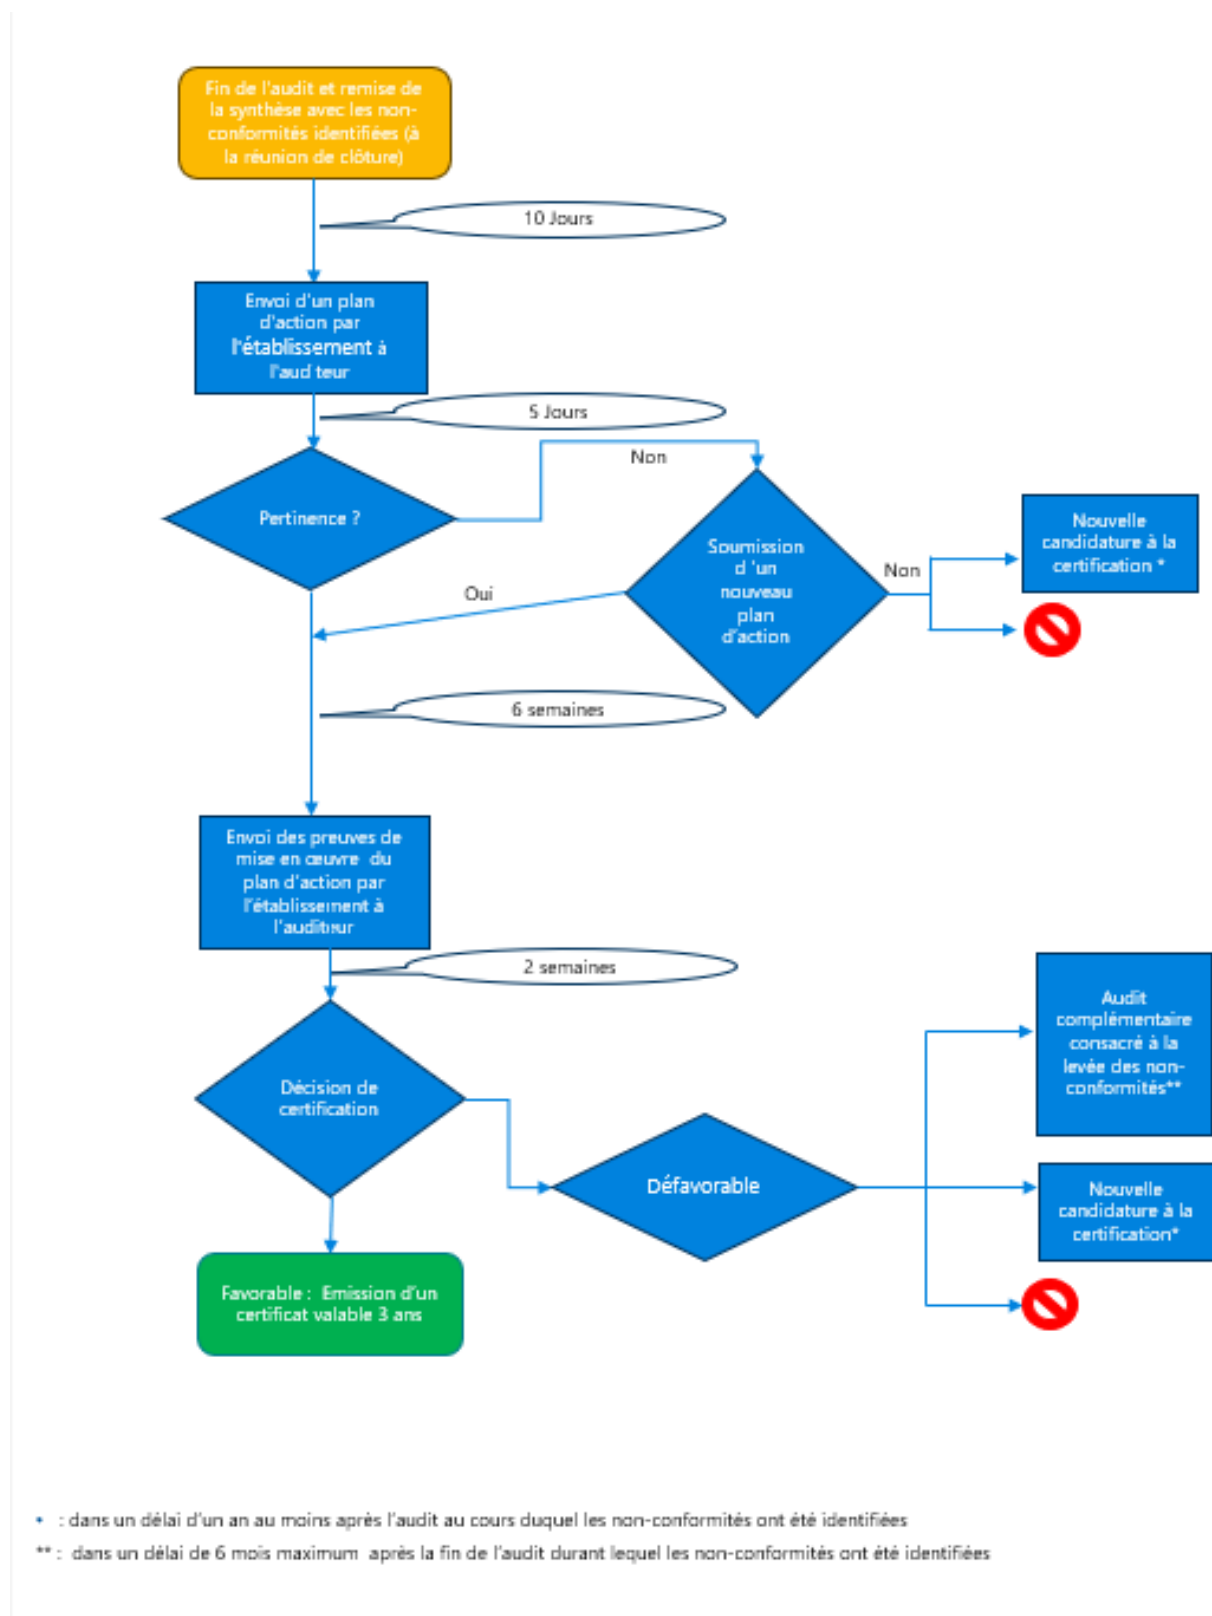 Fin de l'audit et remise de
la synthèse avec les non-
conformités identifiées (à
la réunion de clôture)
10 Jours
Envoi d'un plan
d'action par
l'établissement à
l'aud teur
5 Jours
Non
Pertinence ?
Soumission
d 'un
nouveau
plan
d'action
Non
Nouvelle
candidature à la
certification *
Oui
6 semaines
Envoi des preuves de
mise en œuvre du
plan d'action par
l'établissement à
l'auditeur
2 semaines
Décision de
certification
Défavorable
Audit
complémentaire
consacré à la
levée des non-
conformités**
Nouvelle
candidature à la
certification*
Favorable : Emission d'un
certificat valable 3 ans
• : dans un délai d'un an au moins après l'audit au cours duquel les non-conformités ont été identifiées
** : dans un délai de 6 mois maximum après la fin de l'audit durant lequel les non-conformités ont été identifiées